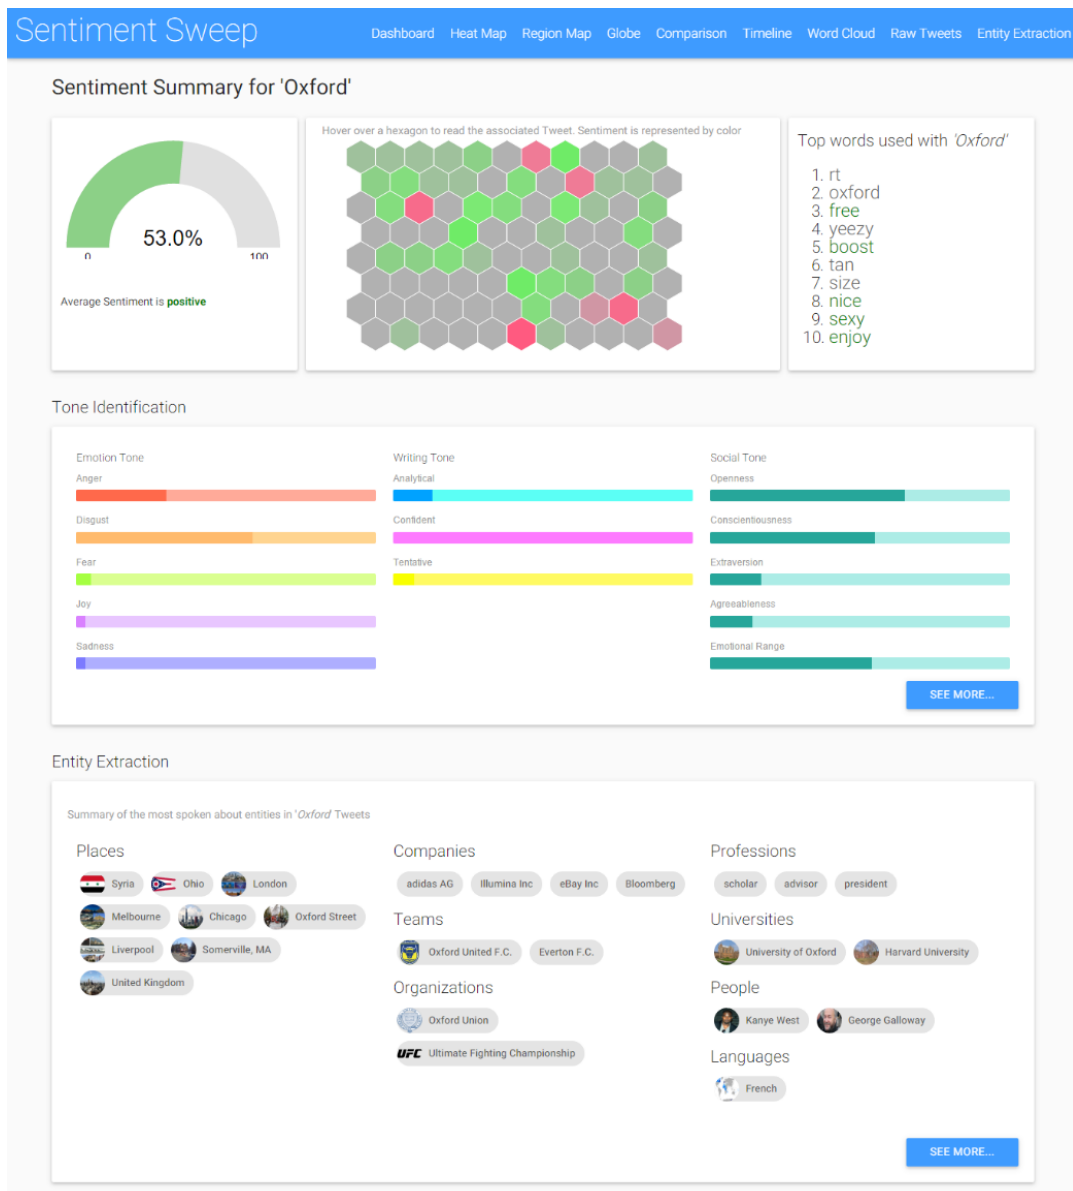 Sentiment Sweep
Dashboard Heat Map Region Map Globe Comparison Timeline Word Cloud Raw Tweets Entity Extraction
Sentiment Summary for 'Oxford'
53.0%
0 100
Average Sentiment is positive
Hover over a hexagon to read the associated Tweet. Sentiment is represented by color
Top words used with 'Oxford'
1. rt
2. oxford
3. free
4. yeezy
5. boost
6. tan
7. size
8. nice
9. sexy
10. enjoy
Tone Identification
Emotion Tone
Anger
Disgust
Fear
Joy
Sadness
Writing Tone
Analytical
Confident
Tentative
Social Tone
Openness
Conscientiousness
Extraversion
Agreeableness
Emotional Range
SEE MORE...
Entity Extraction
Summary of the most spoken about entities in 'Oxford' Tweets
Places
Syria Ohio London
Melbourne Chicago Oxford Street
Liverpool Somerville, MA
United Kingdom
Companies
adidas AG Illumina Inc eBay Inc Bloomberg
Teams
Oxford United F.C. Everton F.C.
Organizations
Oxford Union
UFC Ultimate Fighting Championship
Professions
scholar advisor president
Universities
University of Oxford Harvard University
People
Kanye West George Galloway
Languages
French
SEE MORE...